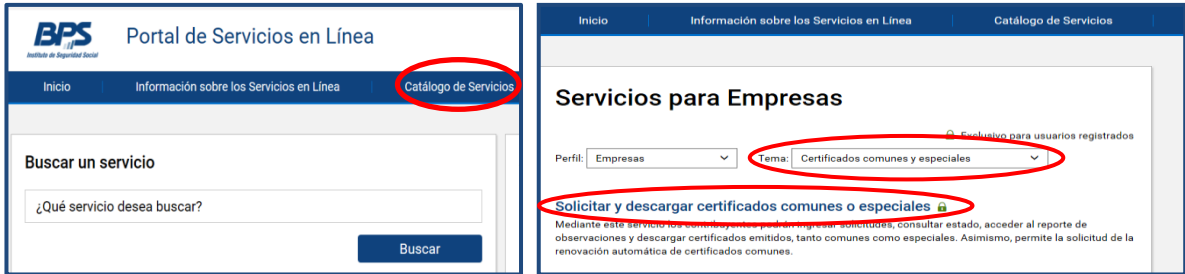 BPS
Instituto de Seguridad Social
Portal de Servicios en Línea
Inicio Información sobre los Servicios en Línea Catálogo de Servicios
Buscar un servicio
¿Qué servicio desea buscar?
Buscar
Inicio Información sobre los Servicios en Línea Catálogo de Servicios
Servicios para Empresas
Exclusivo para usuarios registrados
Perfil: Empresas Tema: Certificados comunes y especiales
Solicitar y descargar certificados comunes o especiales
Mediante este servicio los contribuyentes podrán ingresar solicitudes, consultar estado, acceder al reporte de
observaciones y descargar certificados emitidos, tanto comunes como especiales. Asimismo, permite la solicitud de la
renovación automática de certificados comunes.